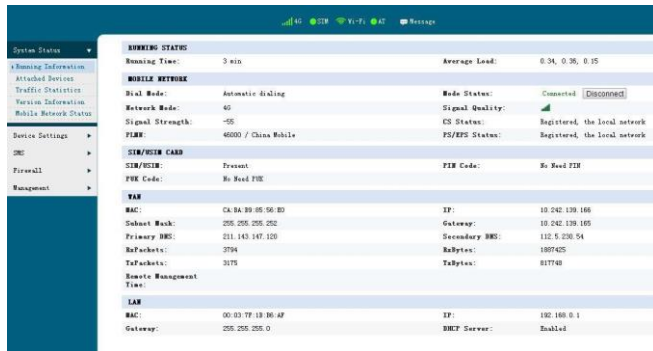 4G SIM Wi-Fi AT Message
System Status
Running Information
Attached Devices
Traffic Statistics
Version Information
Mobile Network Status
Device Settings
SMS
Firewall
Management
RUNNING STATUS
Running Time: 3 min Average Load: 0.34, 0.36, 0.15
MOBILE NETWORK
Dial Mode: Automatic dialing Mode Status: Connected Disconnect
Network Mode: 4G Signal Quality:
Signal Strength: -55 CS Status: Registered, the local network
PLMN: 46000 / China Mobile PS/EPS Status: Registered, the local network
SIM/USIM CARD
SIM/USIM: Present PIN Code: No Need PIN
PUK Code: No Need PUK
WAN
MAC: IP: 10.242.139.166
Subnet Mask: 255.255.255.252 Gateway: 10.242.139.165
Primary DNS: 211.143.147.120 Secondary DNS: 112.5.230.54
RxPackets: 3794 RxBytes: 1887425
TxPackets: 3175 TxBytes: 817748
Remote Management
Time:
LAN
MAC: 00:03:7F:1B:B6:AF IP: 192.168.0.1
Gateway: 255.255.255.0 DHCP Server: Enabled